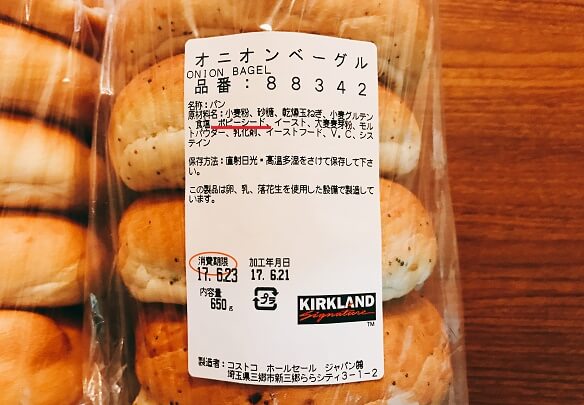 オニオンベーグル
ONION BAGEL
品番：88342
名称：パン
原材料名：小麦粉、砂糖、乾燥玉ねぎ、小麦グルテン
、食塩、ポピーシード、イースト、大麦麦芽粉、モル
トパウダー、乳化剤、イーストフード、V.C、シス
テイン
保存方法：直射日光・高温多湿をさけて保存して下さ
い。
この製品は卵、乳、落花生を使用した設備で製造して
います。
消費期限 加工年月日
17.6.23 17.6.21
内容量
650g
プラ
KIRKLAND
Signature
TM
製造者：コストコ ホールセール ジャパン㈱
埼玉県三郷市新三郷ららシティ3-1-2